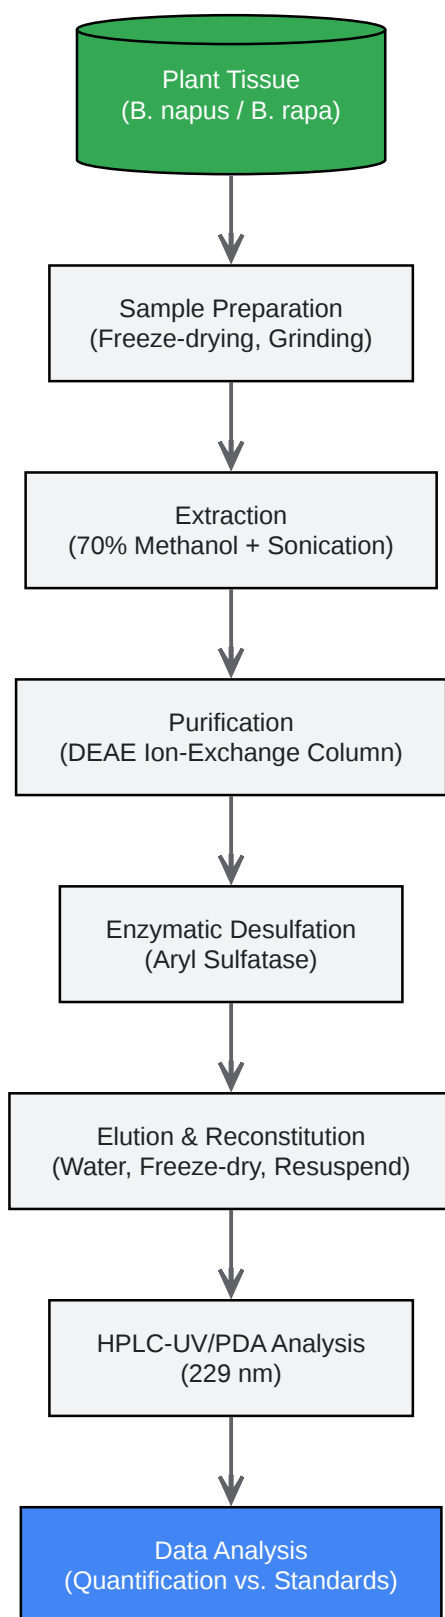 Plant Tissue
(B. napus / B. rapa)
Sample Preparation
(Freeze-drying, Grinding)
Extraction
(70% Methanol + Sonication)
Purification
(DEAE Ion-Exchange Column)
Enzymatic Desulfation
(Aryl Sulfatase)
Elution & Reconstitution
(Water, Freeze-dry, Resuspend)
HPLC-UV/PDA Analysis
(229 nm)
Data Analysis
(Quantification vs. Standards)